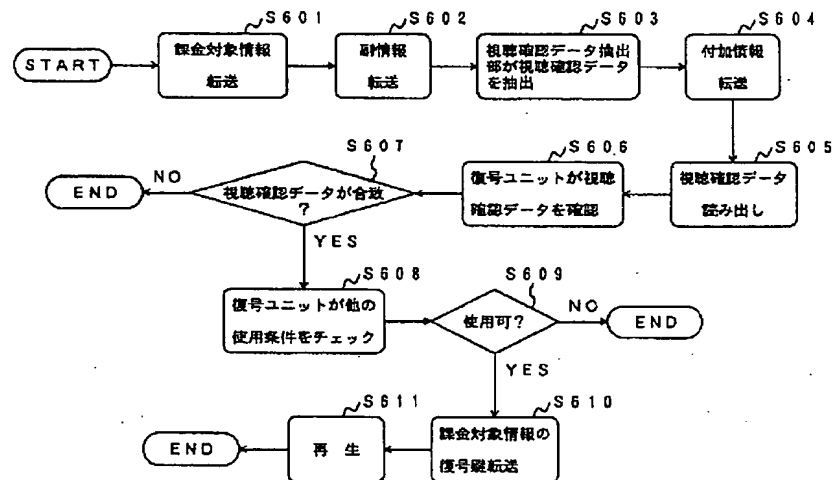 START
S601
課金対象情報
転送
S602
副情報
転送
S603
視聴確認データ抽出
部が視聴確認データ
を抽出
S604
付加情報
転送
S605
視聴確認データ
読み出し
S606
復号ユニットが視聴
確認データを確認
S607
視聴確認データが合致
?
NO
END
YES
S608
復号ユニットが他の
使用条件をチェック
S609
使用可?
NO
END
YES
S610
課金対象情報の
復号鍵転送
S611
再 生
END